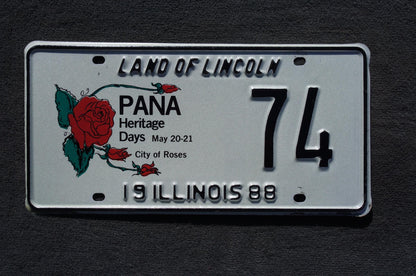 LAND OF LINCOLN
PANA
Heritage
Days May 20-21
City of Roses
74
19 ILLINOIS 88